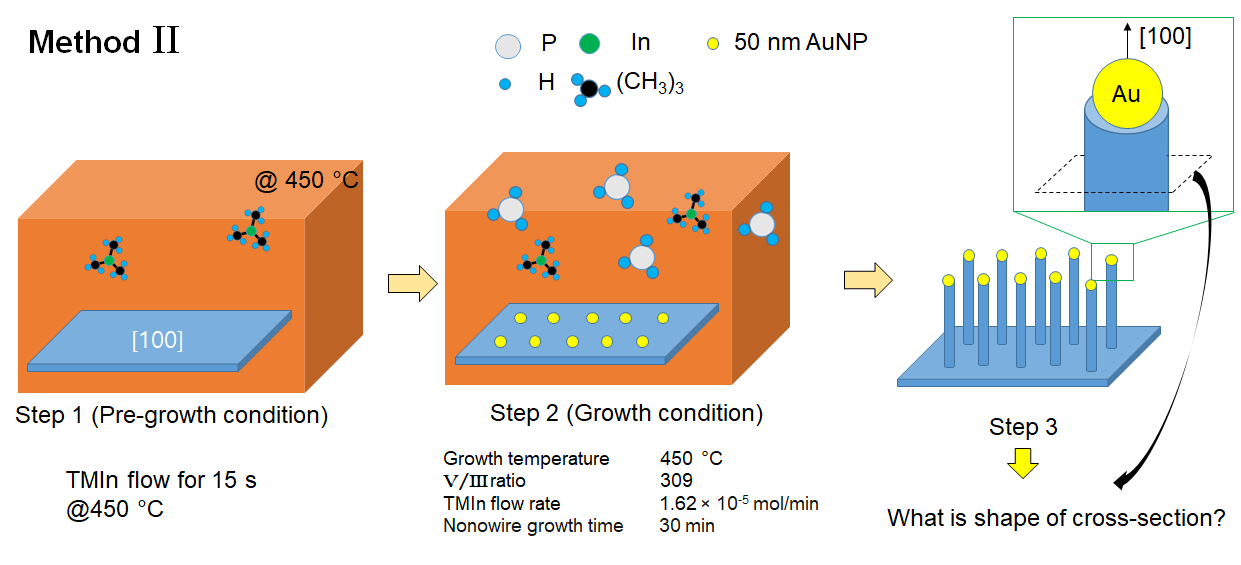 Method Ⅱ
P In 50 nm AuNP
H (CH3)3
[100]
Au
@ 450 °C
[100]
Step 1 (Pre-growth condition)
TMIn flow for 15 s
@450 °C
Step 2 (Growth condition)
Growth temperature 450 °C
Ⅴ/Ⅲ ratio 309
TMIn flow rate 1.62 × 10-5 mol/min
Nonowire growth time 30 min
Step 3
What is shape of cross-section?